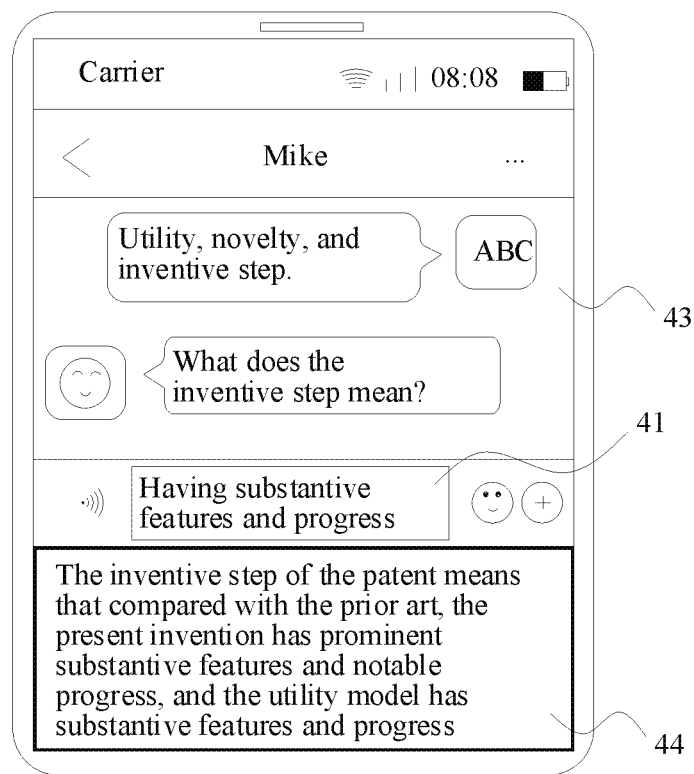 Carrier 08:08
Mike ...
Utility, novelty, and
inventive step.
ABC
43
What does the
inventive step mean?
41
Having substantive
features and progress
The inventive step of the patent means
that compared with the prior art, the
present invention has prominent
substantive features and notable
progress, and the utility model has
substantive features and progress
44